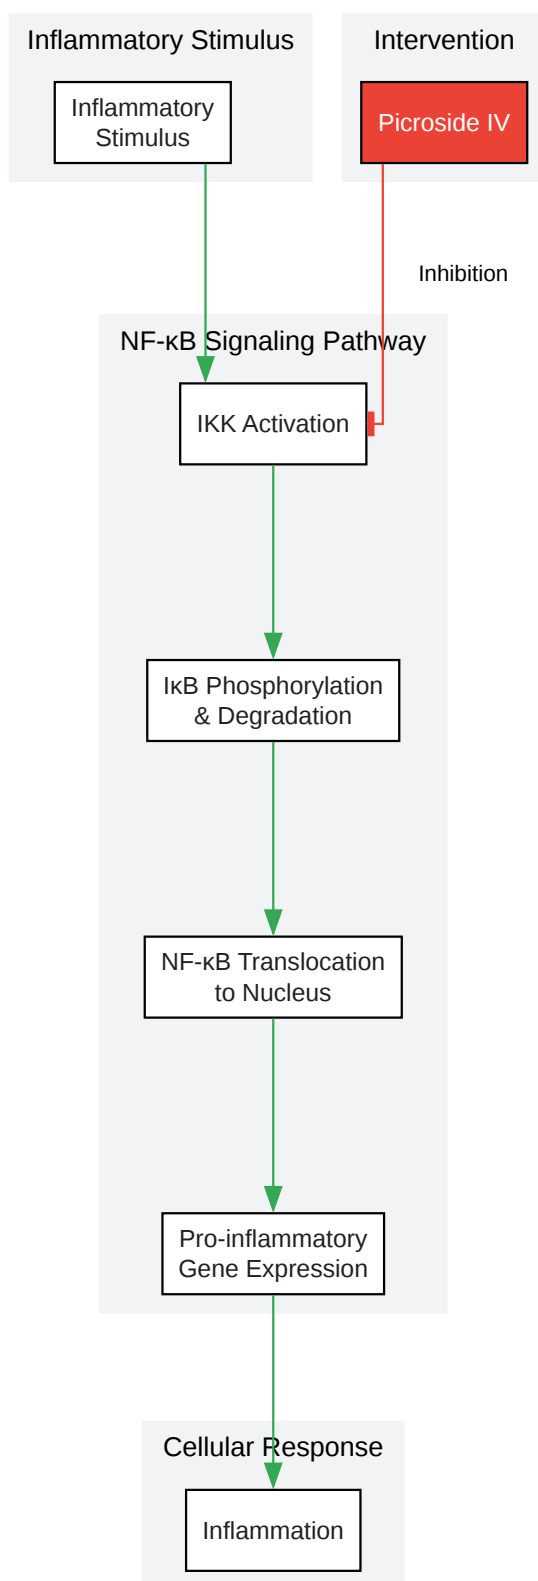 Inflammatory Stimulus
Intervention
Inflammatory
Stimulus
Picroside IV
Inhibition
NF-κB Signaling Pathway
IKK Activation
IκB Phosphorylation
& Degradation
NF-κB Translocation
to Nucleus
Pro-inflammatory
Gene Expression
Cellular Response
Inflammation